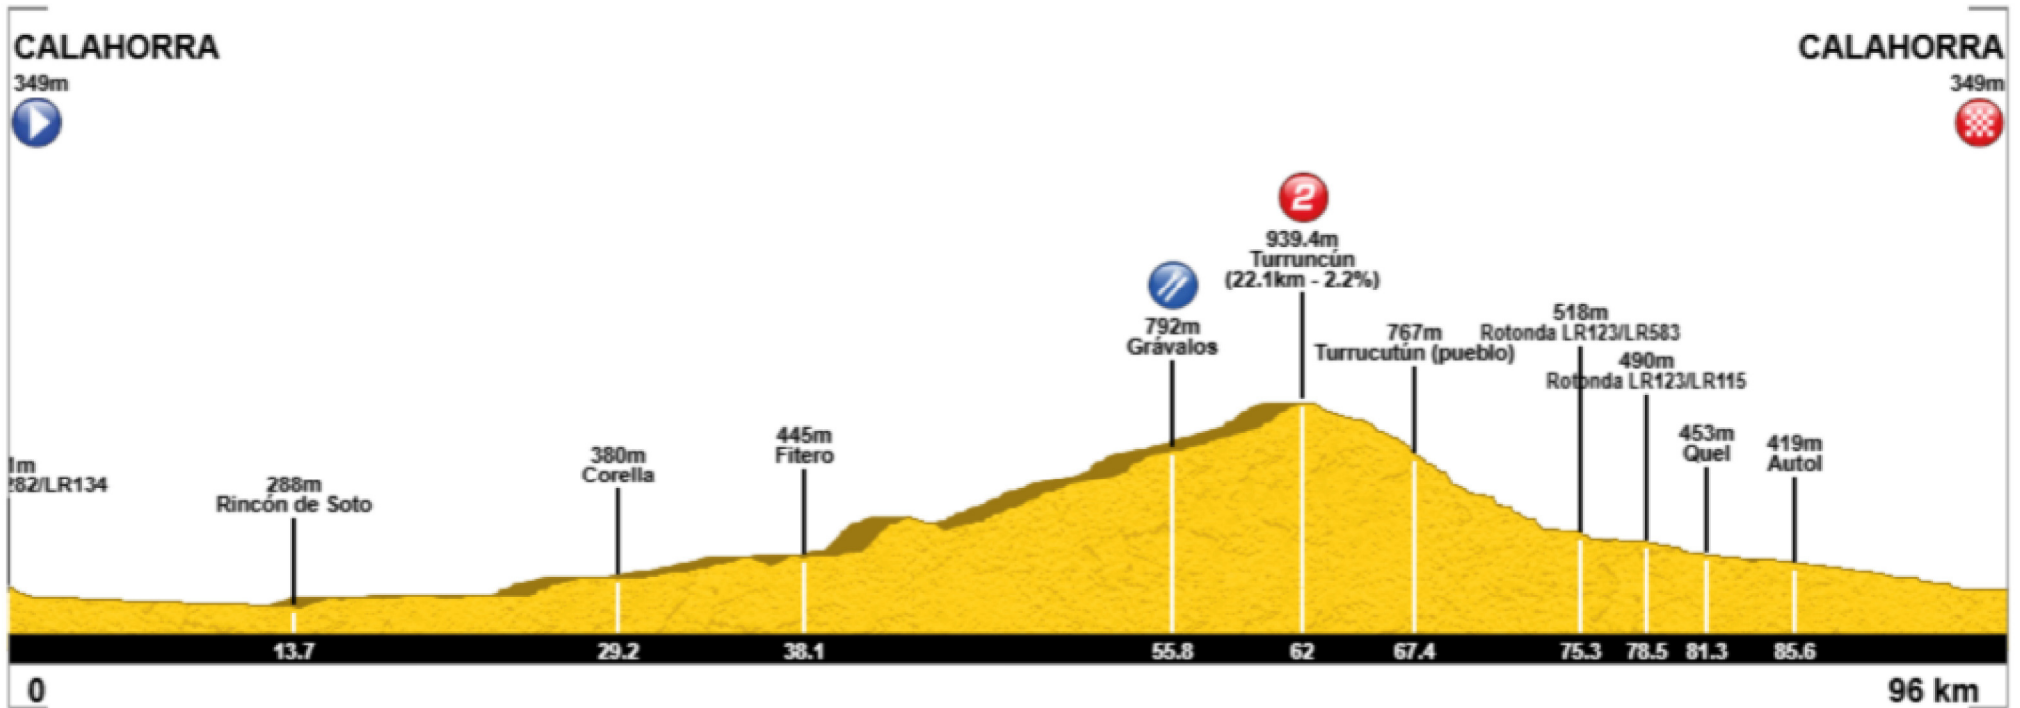 CALAHORRA
349m
CALAHORRA
349m
2
939.4m
Turruncún
(22.1km - 2.2%)
792m
Grávalos
518m
Rotonda LR123/LR583
767m
Turrucutún (pueblo)
490m
Rotonda LR123/LR115
453m
Quel
419m
Autol
445m
Fitero
380m
Corella
1m
282/LR134
288m
Rincón de Soto
13.7 29.2 38.1 55.8 62 67.4 75.3 78.5 81.3 85.6
0
96 km